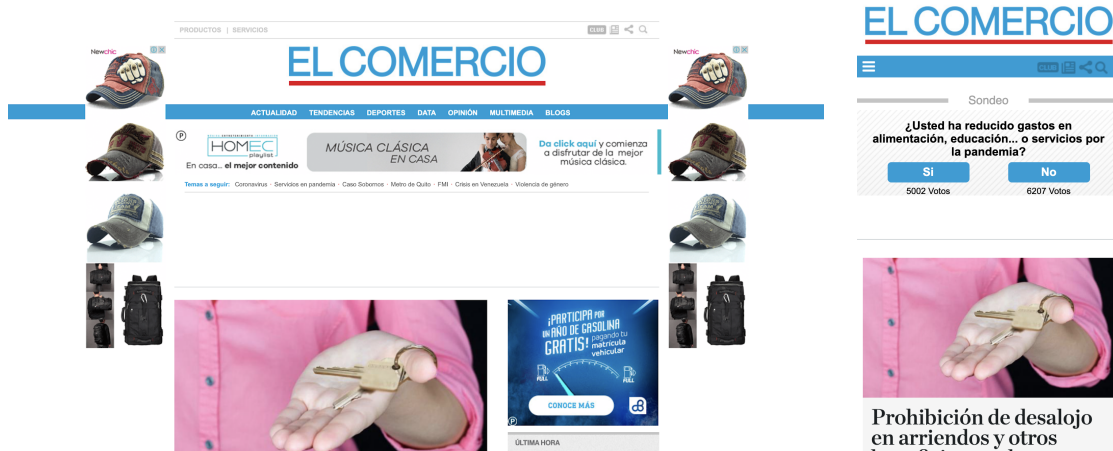 PRODUCTOS | SERVICIOS
CLUB
EL COMERCIO
Newchic
Newchic
ACTUALIDAD TENDENCIAS DEPORTES DATA OPINIÓN MULTIMEDIA BLOGS
P
HOMEC
playlist
En casa... el mejor contenido
MÚSICA CLÁSICA
EN CASA
Da click aquí y comienza
a disfrutar de la mejor
música clásica.
Temas a seguir: Coronavirus · Servicios en pandemia · Caso Sobornos · Metro de Quito · FMI · Crisis en Venezuela · Violencia de género
¡PARTICIPA POR
UN AÑO DE GASOLINA
GRATIS! pagando tu
matrícula
vehicular
FULL
FULL
CONOCE MÁS
P
ÚLTIMA HORA
EL COMERCIO
CLUB
Sondeo
¿Usted ha reducido gastos en
alimentación, educación... o servicios por
la pandemia?
Si No
5002 Votos 6207 Votos
Prohibición de desalojo
en arriendos y otros